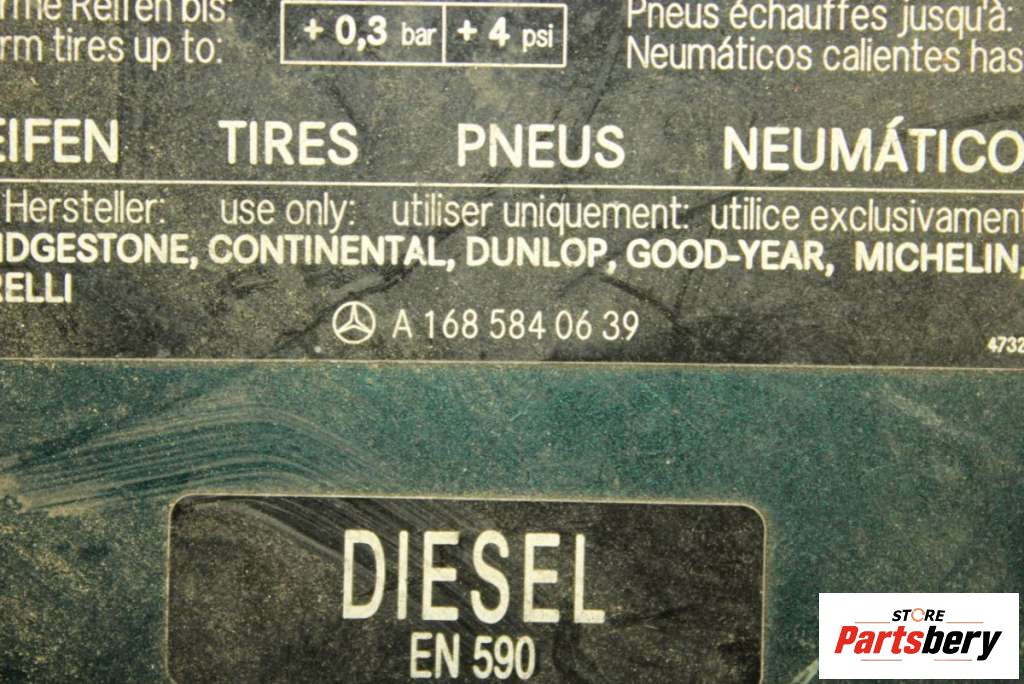 rme Reifen bis:
rm tires up to:
+ 0,3 bar + 4 psi
Pneus échauffes jusqu'à:
Neumáticos calientes has
EIFEN TIRES PNEUS NEUMÁTICO
Hersteller: use only: utiliser uniquement: utilice exclusivamen
IDGESTONE, CONTINENTAL, DUNLOP, GOOD-YEAR, MICHELIN,
RELLI
A 168 584 06 39
4732
DIESEL
EN 590
STORE
Partsbery